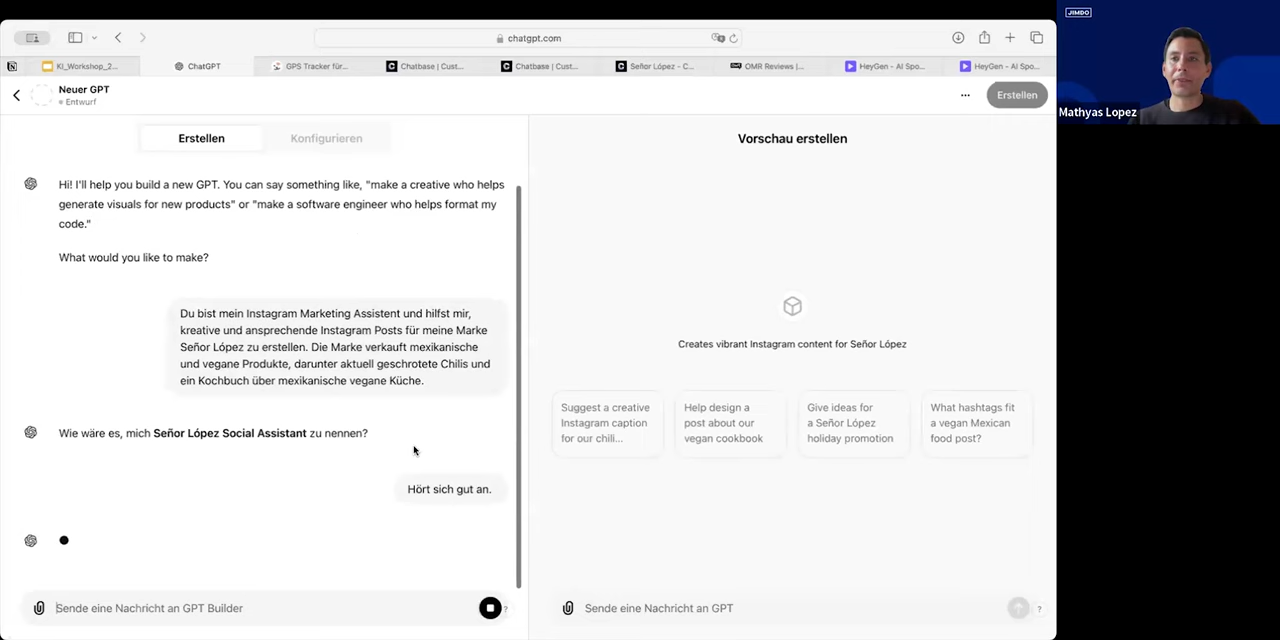 chatgpt.com
KI_Workshop_2...
ChatGPT
GPS Tracker für...
Chatbase | Cust...
Chatbase | Cust...
Señor López - C...
OMR Reviews |...
HeyGen - AI Spo...
HeyGen - AI Spo...
JIMDO
Mathyas Lopez
Neuer GPT
Entwurf
...
Erstellen
Erstellen
Konfigurieren
Hi! I'll help you build a new GPT. You can say something like, "make a creative who helps
generate visuals for new products" or "make a software engineer who helps format my
code."
What would you like to make?
Du bist mein Instagram Marketing Assistent und hilfst mir,
kreative und ansprechende Instagram Posts für meine Marke
Señor López zu erstellen. Die Marke verkauft mexikanische
und vegane Produkte, darunter aktuell geschrotete Chilis und
ein Kochbuch über mexikanische vegane Küche.
Wie wäre es, mich Señor López Social Assistant zu nennen?
Hört sich gut an.
Sende eine Nachricht an GPT Builder
?
Vorschau erstellen
Creates vibrant Instagram content for Señor López
Suggest a creative
Instagram caption
for our chili...
Help design a
post about our
vegan cookbook
Give ideas for
a Señor López
holiday promotion
What hashtags fit
a vegan Mexican
food post?
Sende eine Nachricht an GPT
?